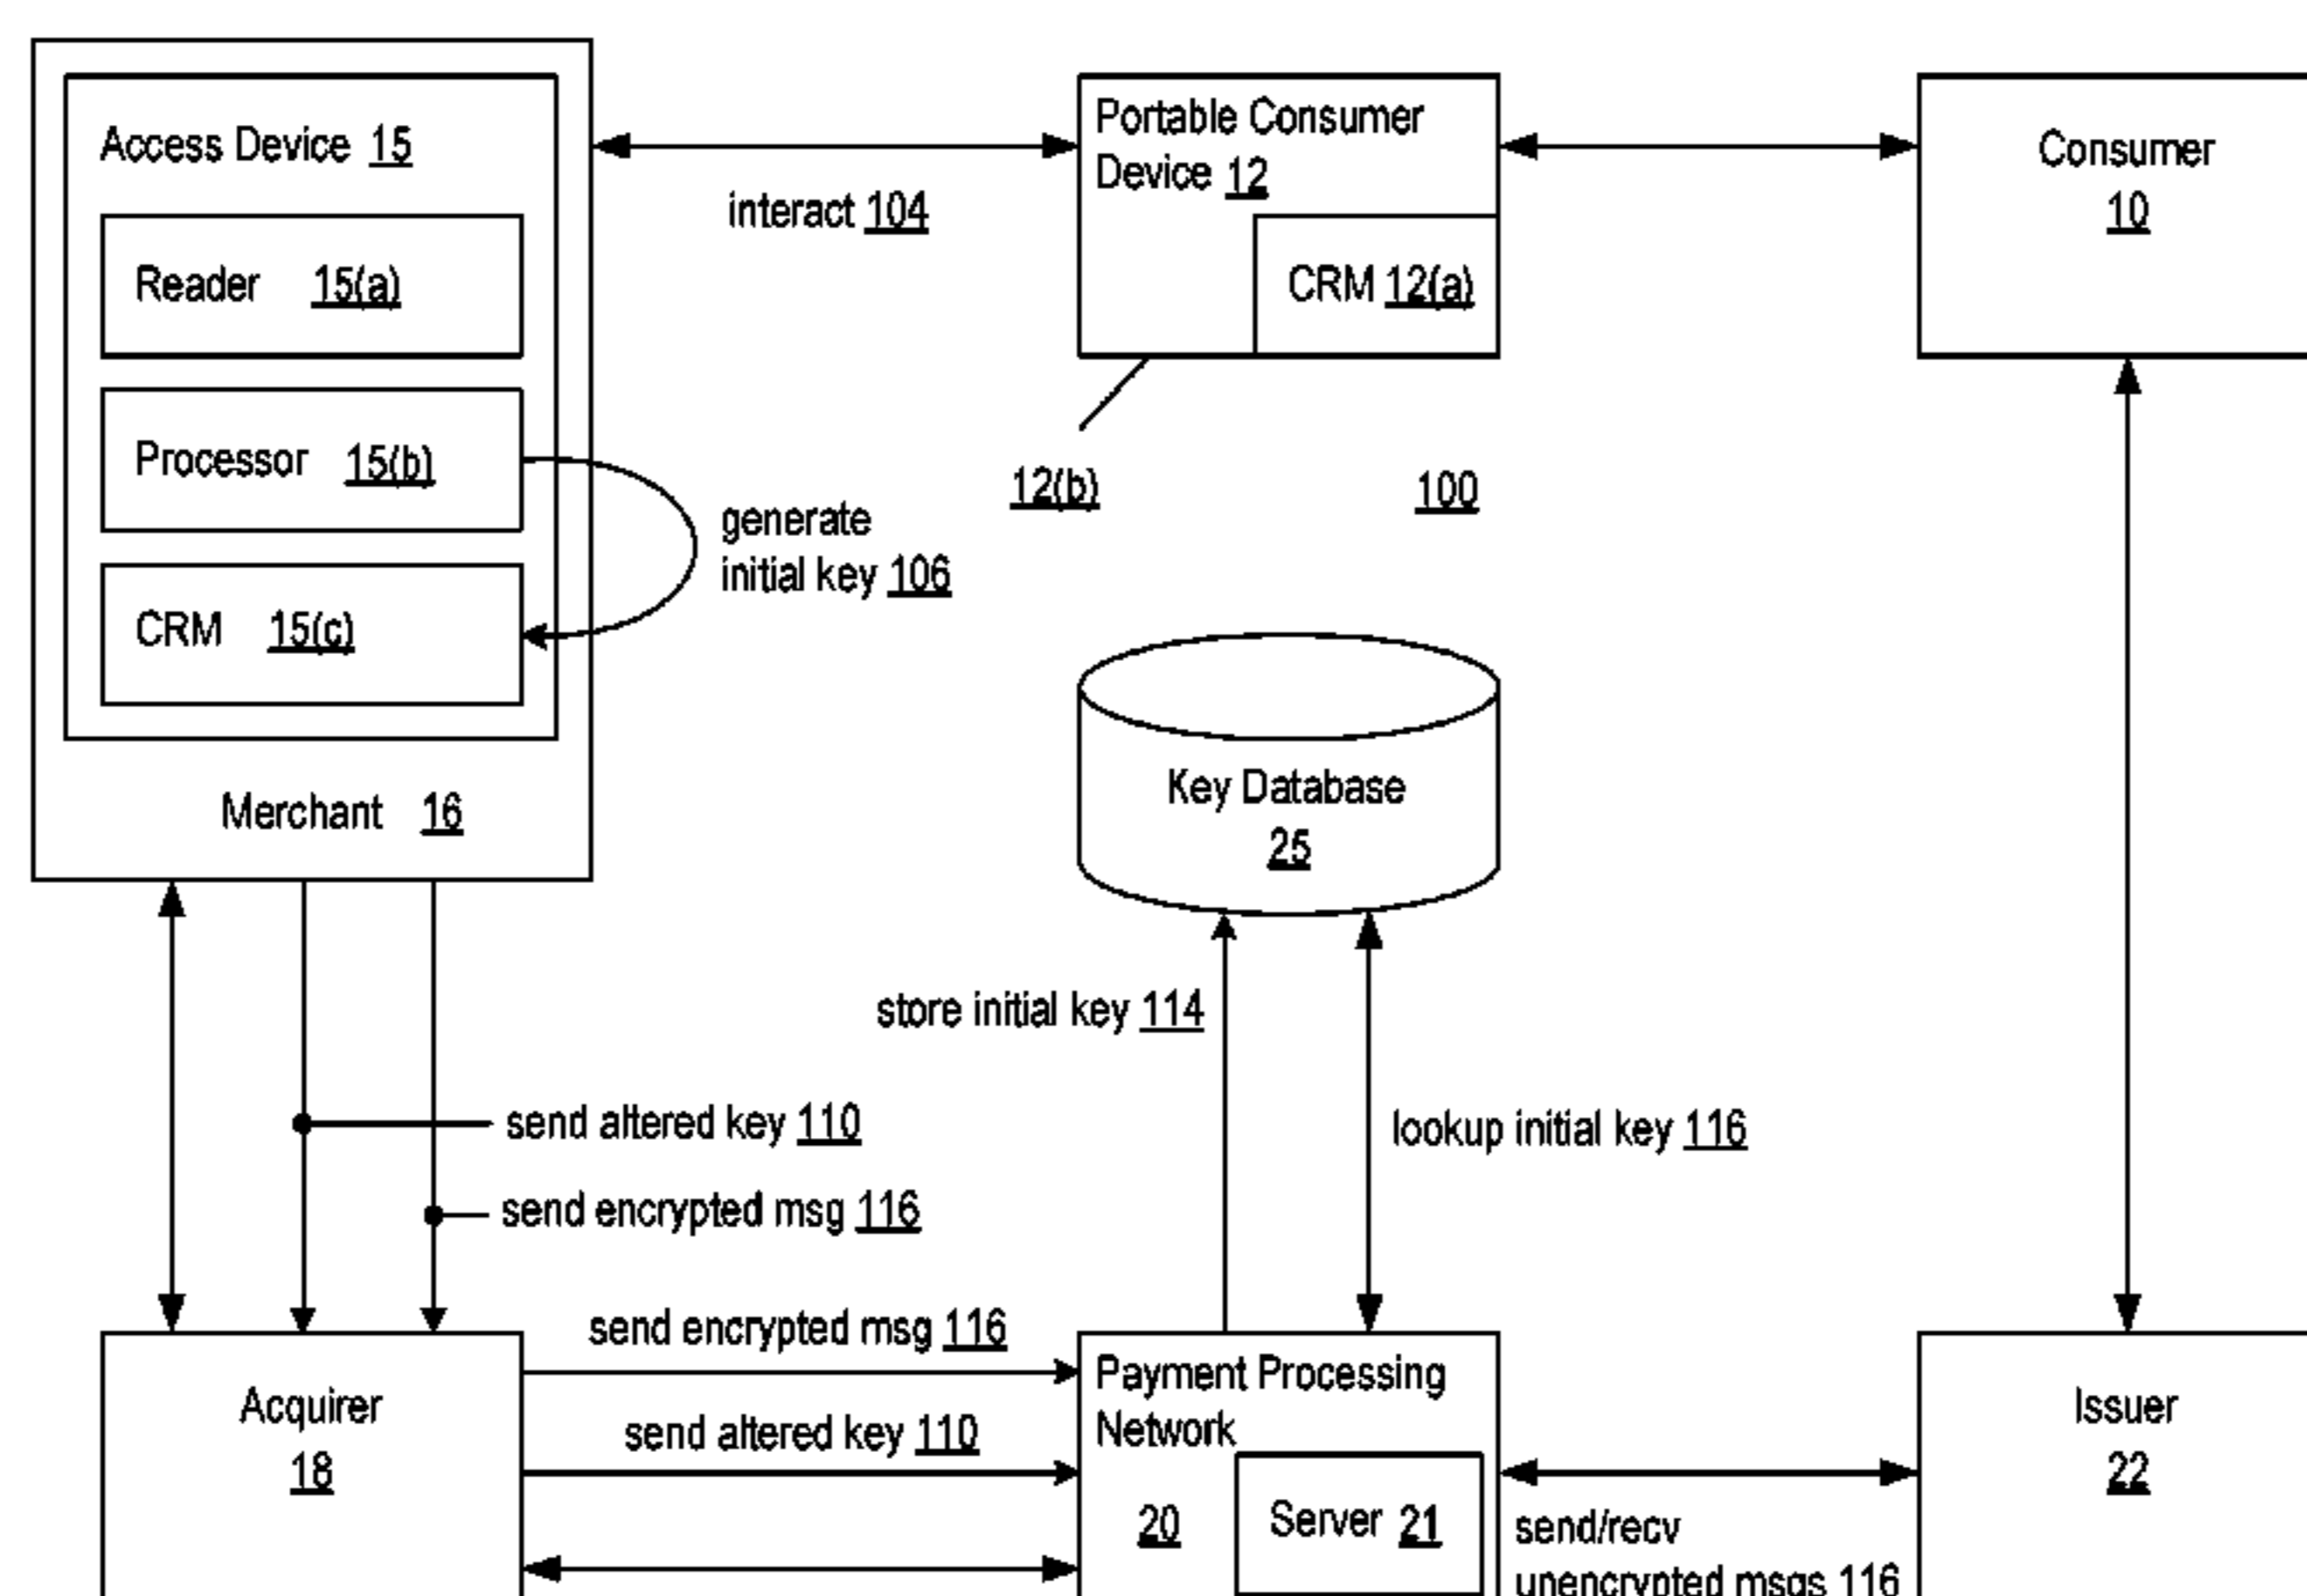 Access Device 15
Reader 15(a)
Processor 15(b)
CRM 15(c)
Merchant 16
interact 104
generate
initial key 106
Portable Consumer
Device 12
CRM 12(a)
12(b)
100
Consumer
10
Key Database
25
store initial key 114
lookup initial key 116
send altered key 110
send encrypted msg 116
send encrypted msg 116
send altered key 110
Acquirer
18
Payment Processing
Network
20
Server 21
send/recv
unencrypted msgs 116
Issuer
22